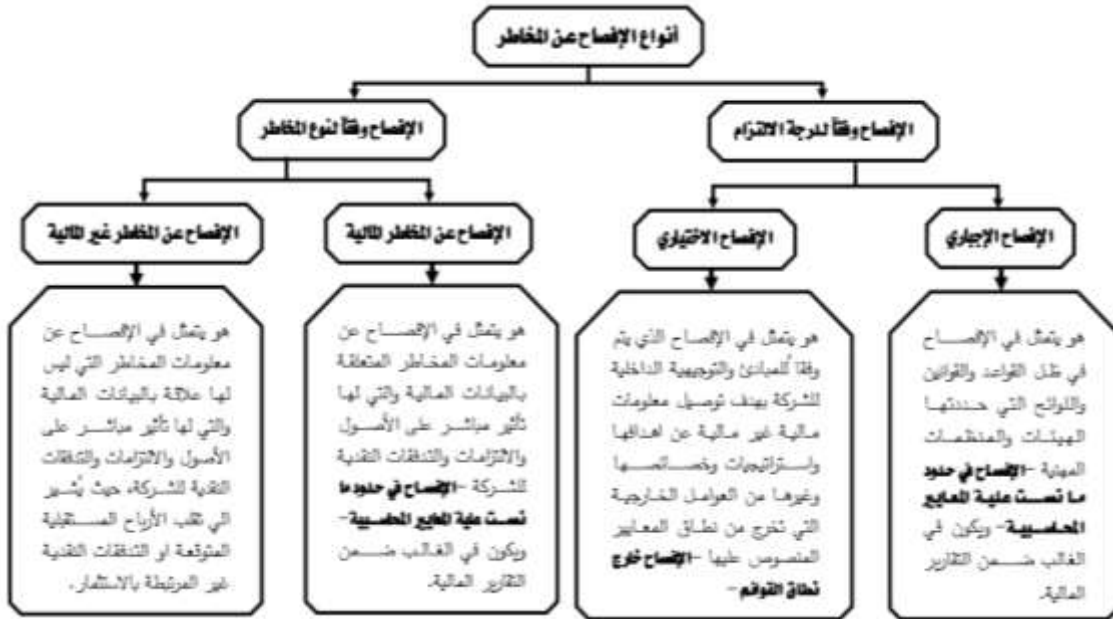 أنواع الإفصاح عن المخاطر
الإفصاح وفقاً لدرجة الالتزام
الإفصاح وفقاً لنوع المخاطر
الإفصاح الإجباري
الإفصاح الاختياري
الإفصاح عن المخاطر المالية
الإفصاح عن المخاطر غير المالية
هو يتمثل في الإفصاح
في ظل القواعد والقوانين
واللوائح التي حددتها
الهيئات والمنظمات
المهنية –الإفصاح في حدود
ما نصت علية المعايير
المحاسبية– ويكون في
الغالب ضمن التقارير
المالية.
هو يتمثل في الإفصاح الذي يتم
وفقا للمبادئ والتوجيهية الداخلية
للشركة بهدف توصيل معلومات
مالية غير مالية عن اهدافها
واستراتيجيات وخصائصها
وغيرها من العوامل الخارجية
التي تخرج من نطاق المعايير
المنصوص عليها –الإفصاح خارج
نطاق القوائم –
هو يتمثل في الإفصاح عن
معلومات المخاطر المتعلقة
بالبيانات المالية والتي لها
تأثير مباشر على الأصول
والالتزامات والتدفقات النقدية
للشركة –الإفصاح في حدود ما
نصت علية المعايير المحاسبية–
ويكون في الغالب ضمن
التقارير المالية.
هو يتمثل في الإفصاح عن
معلومات المخاطر التي ليس
لها علاقة بالبيانات المالية
والتي لها تأثير مباشر على
الأصول والالتزامات والتدفقات
النقدية للشركة، حيث يُشير
الي تقلب الأرباح المستقبلية
المتوقعة او التدفقات النقدية
غير المرتبطة بالاستثمار.